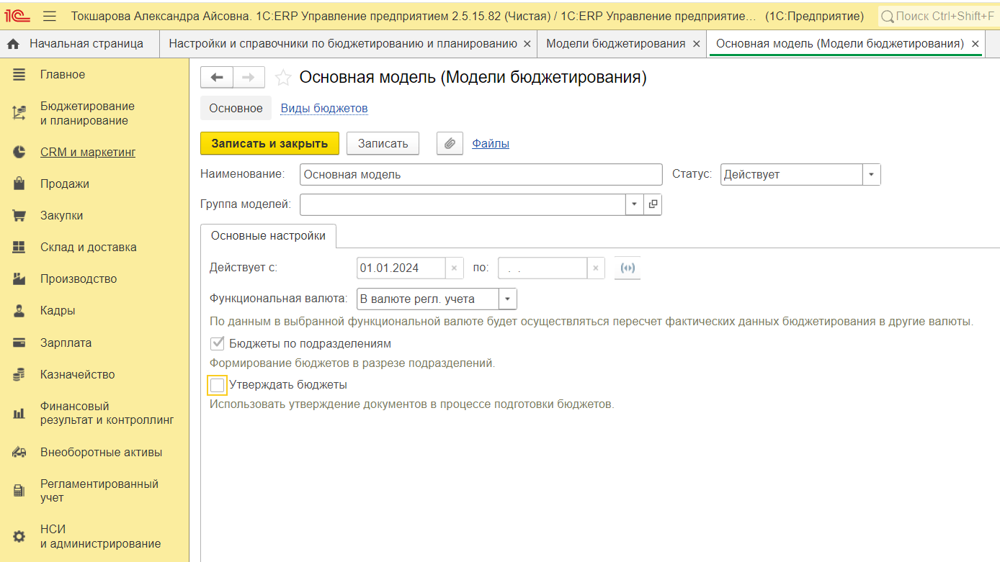 1С Токшарова Александра Айсовна. 1С:ERP Управление предприятием 2.5.15.82 (Чистая) / 1С:ERP Управление предприятие... (1С:Предприятие) Поиск Ctrl+Shift+F
Начальная страница Настройки и справочники по бюджетированию и планированию × Модели бюджетирования × Основная модель (Модели бюджетирования) ×
Главное
Бюджетирование
и планирование
CRM и маркетинг
Продажи
Закупки
Склад и доставка
Производство
Кадры
Зарплата
Казначейство
Финансовый
результат и контроллинг
Внеоборотные активы
Регламентированный
учет
НСИ
и администрирование
Основная модель (Модели бюджетирования)
Основное Виды бюджетов
Записать и закрыть Записать Файлы
Наименование: Основная модель Статус: Действует
Группа моделей:
Основные настройки
Действует с: 01.01.2024 × по: . . ×
Функциональная валюта: В валюте регл. учета
По данным в выбранной функциональной валюте будет осуществляться пересчет фактических данных бюджетирования в другие валюты.
Бюджеты по подразделениям
Формирование бюджетов в разрезе подразделений.
Утверждать бюджеты
Использовать утверждение документов в процессе подготовки бюджетов.